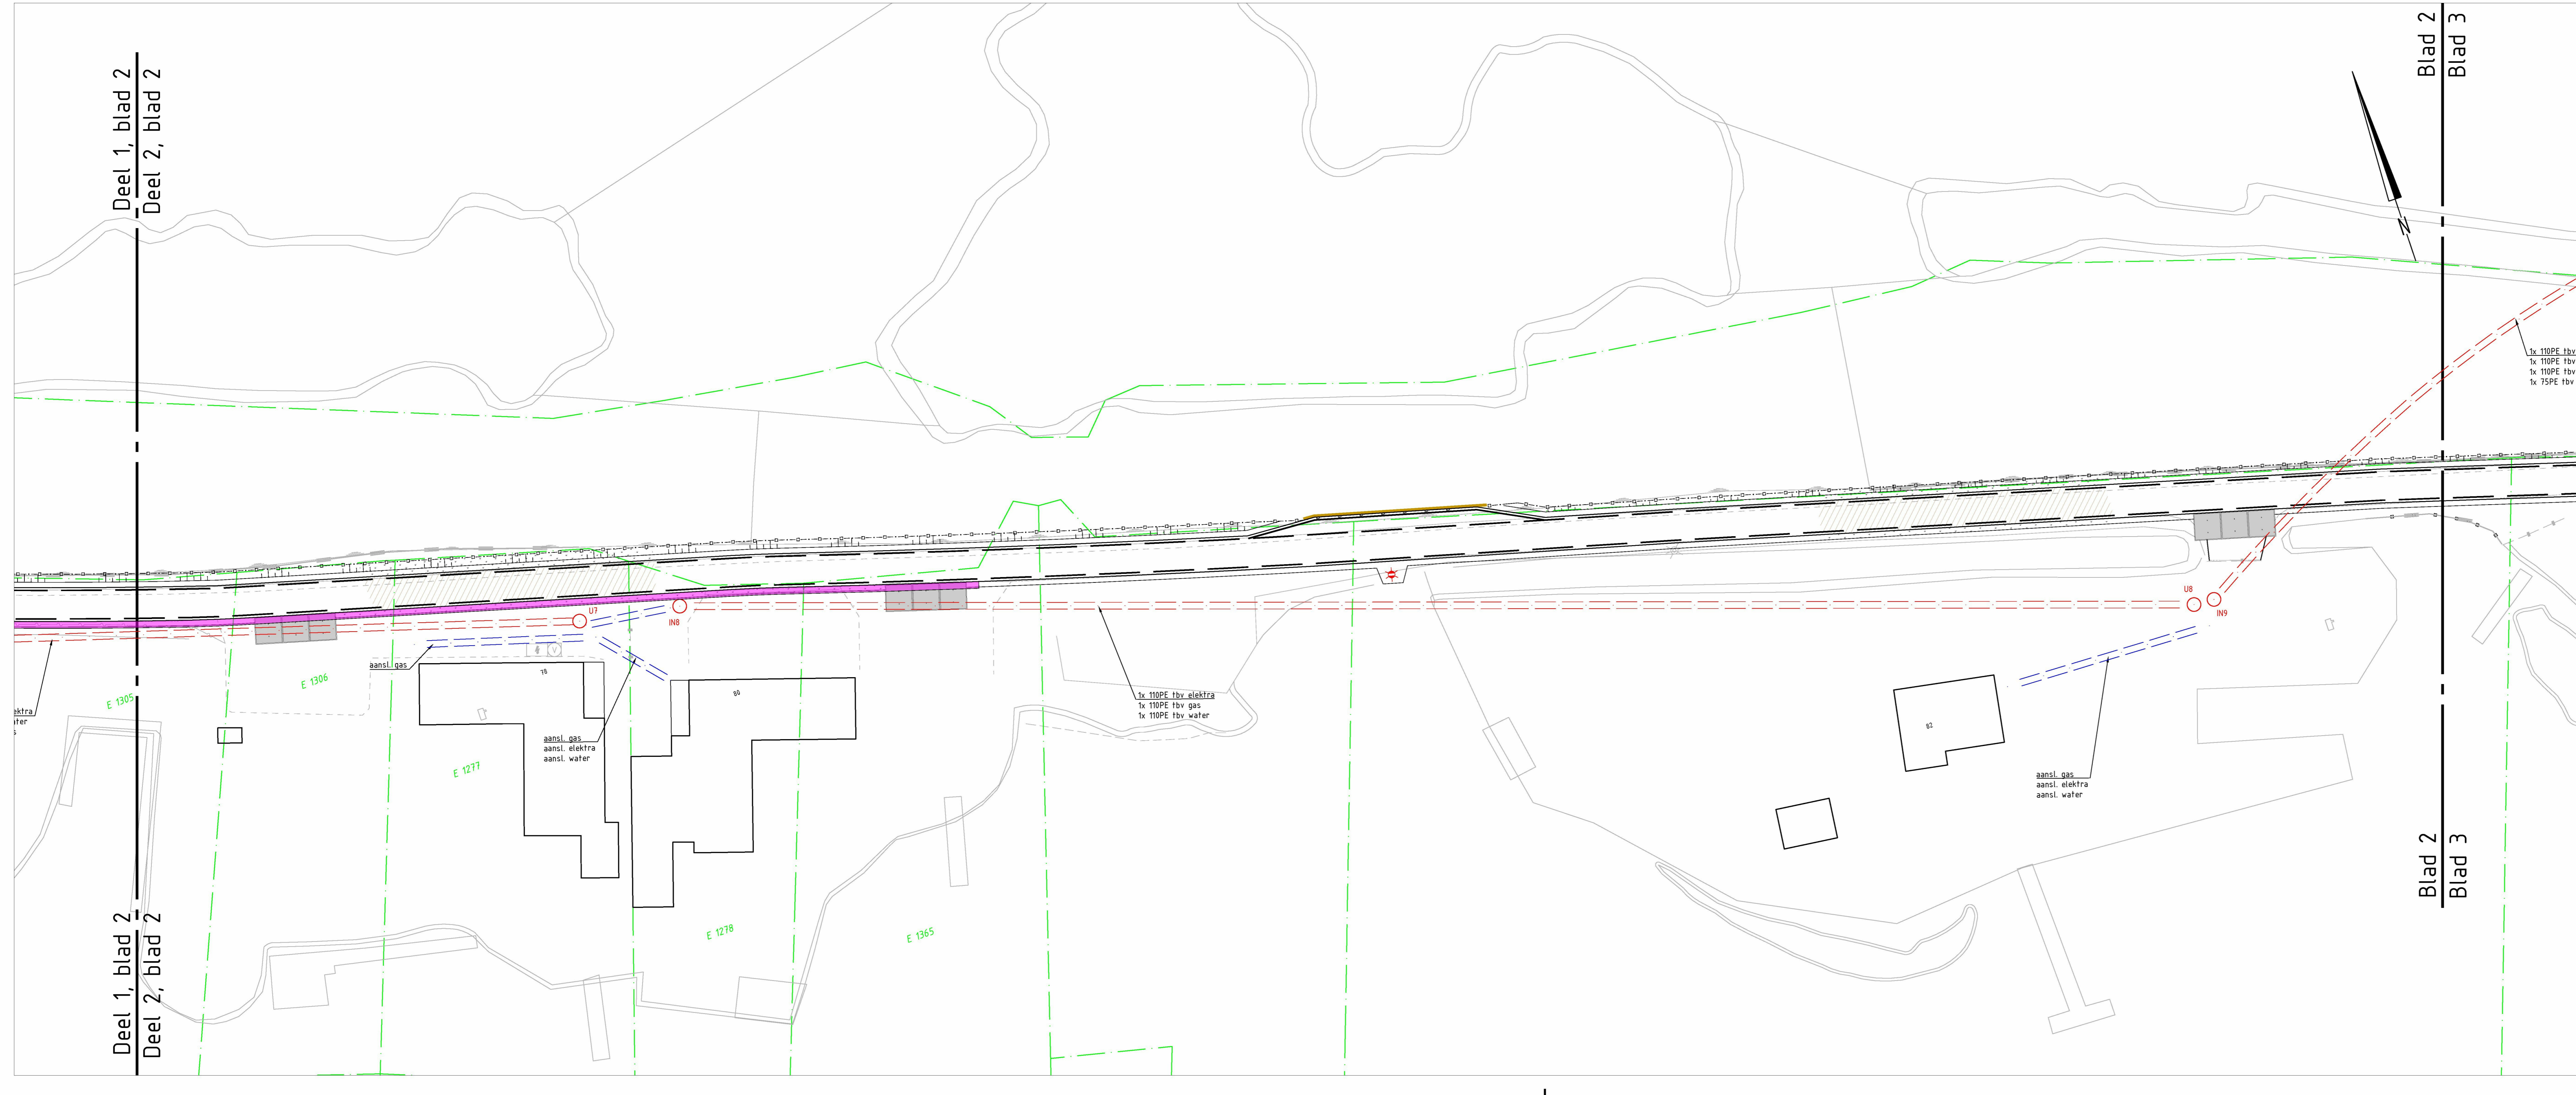 Deel 1, blad 2
Deel 2, blad 2
Blad 2
Blad 3
N
1x 110PE tbv
1x 110PE tbv
1x 110PE tbv
1x 75PE tbv
U7
IN8
U8
IN9
aansl. gas
E 1305
E 1306
E 1277
78
80
82
1x 110PE tbv elektra
1x 110PE tbv gas
1x 110PE tbv water
ektra
ater
s
aansl. gas
aansl. elektra
aansl. water
aansl. gas
aansl. elektra
aansl. water
E 1278
E 1365
V
Deel 1, blad 2
Deel 2, blad 2
Blad 2
Blad 3